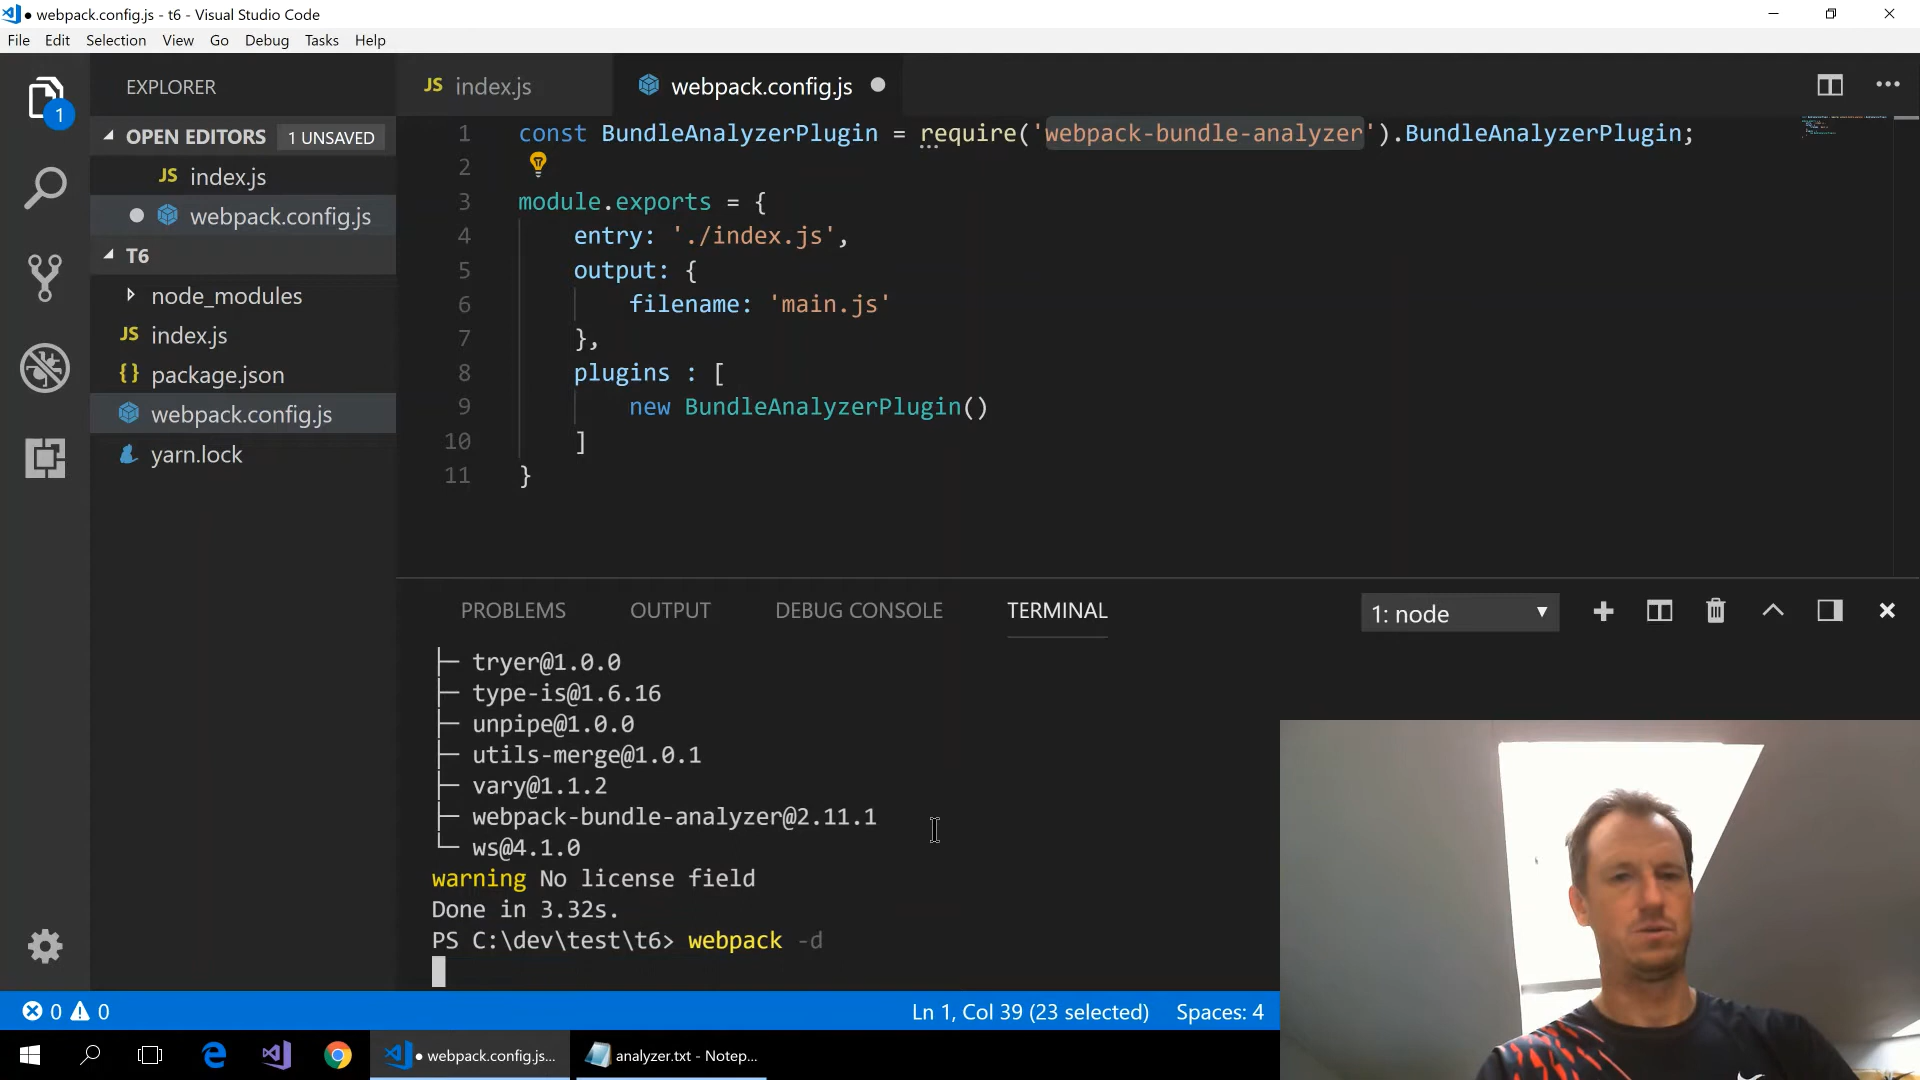 webpack.config.js - t6 - Visual Studio Code
File Edit Selection View Go Debug Tasks Help
1
EXPLORER
OPEN EDITORS 1 UNSAVED
JS index.js
webpack.config.js
T6
node_modules
JS index.js
{} package.json
webpack.config.js
yarn.lock
JS index.js
webpack.config.js
1 const BundleAnalyzerPlugin = require('webpack-bundle-analyzer').BundleAnalyzerPlugin;
2
3 module.exports = {
4 entry: './index.js',
5 output: {
6 filename: 'main.js'
7 },
8 plugins : [
9 new BundleAnalyzerPlugin()
10 ]
11 }
PROBLEMS OUTPUT DEBUG CONSOLE TERMINAL 1: node
├─ tryer@1.0.0
├─ type-is@1.6.16
├─ unpipe@1.0.0
├─ utils-merge@1.0.1
├─ vary@1.1.2
├─ webpack-bundle-analyzer@2.11.1
└─ ws@4.1.0
warning No license field
Done in 3.32s.
PS C:\dev\test\t6> webpack -d
0 0 Ln 1, Col 39 (23 selected) Spaces: 4
webpack.config.js... analyzer.txt - Notep...